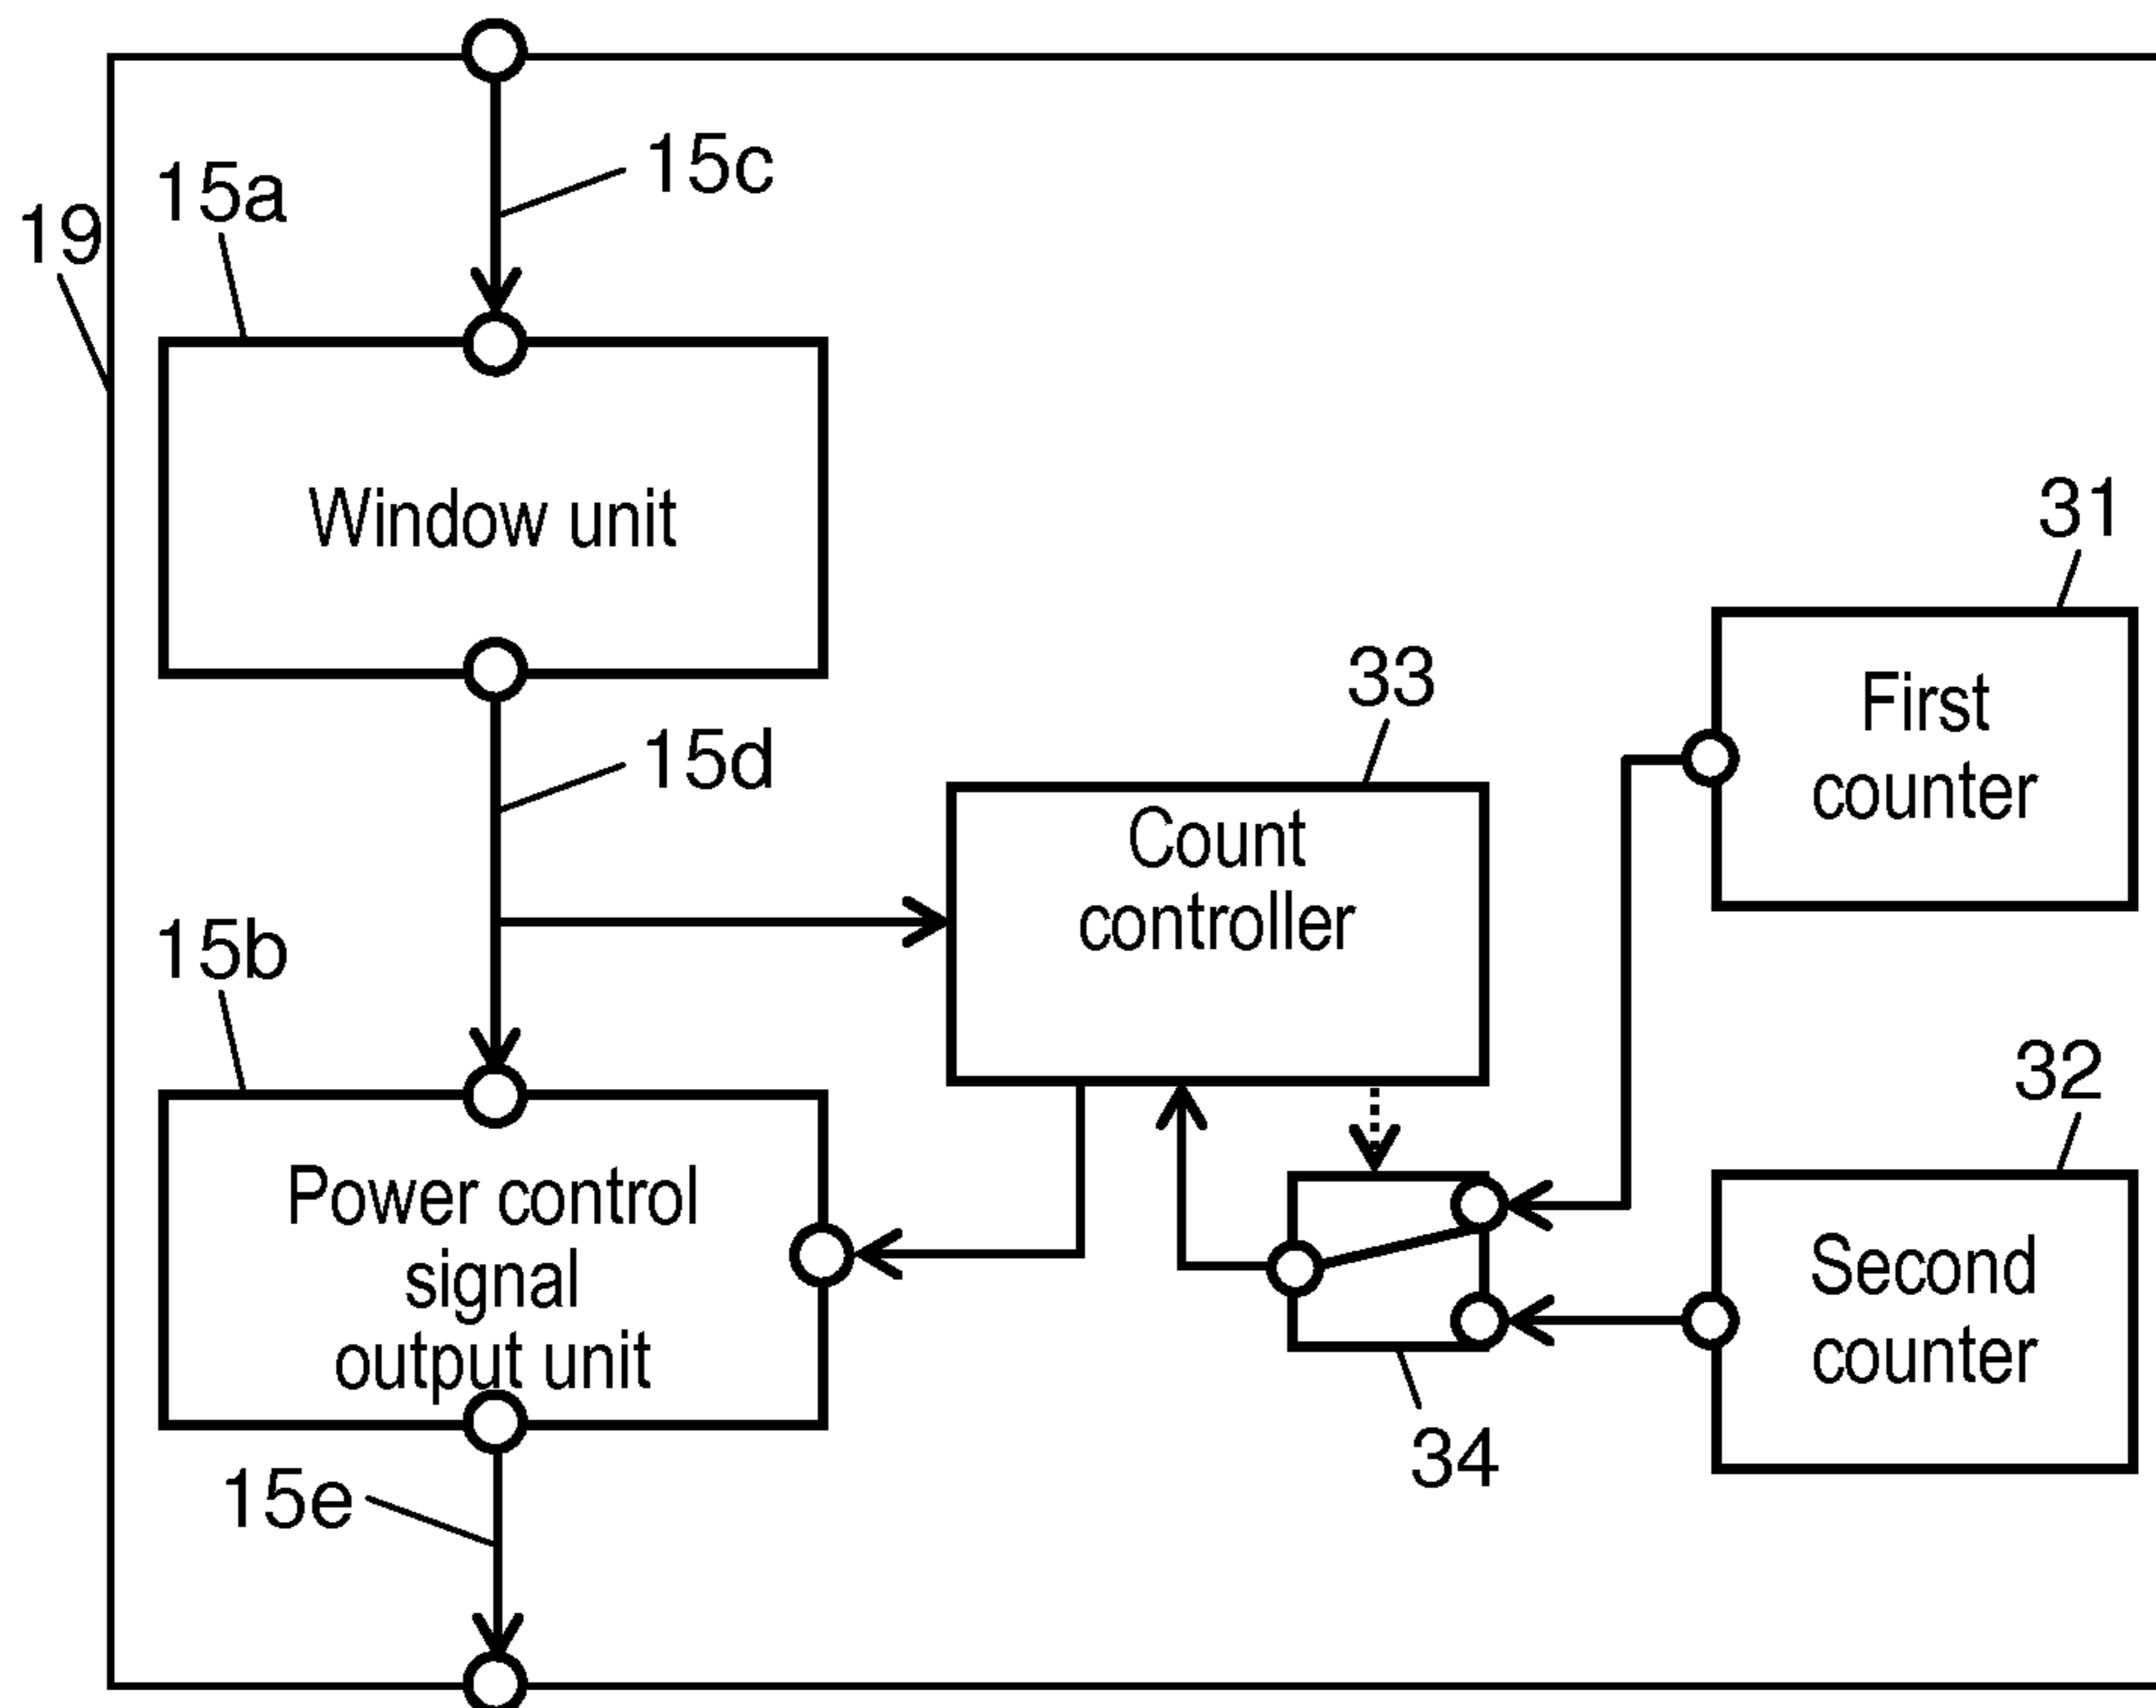 15c
15a
19
Window unit
31
33
First
counter
15d
Count
controller
15b
32
Power control
signal
output unit
Second
counter
34
15e